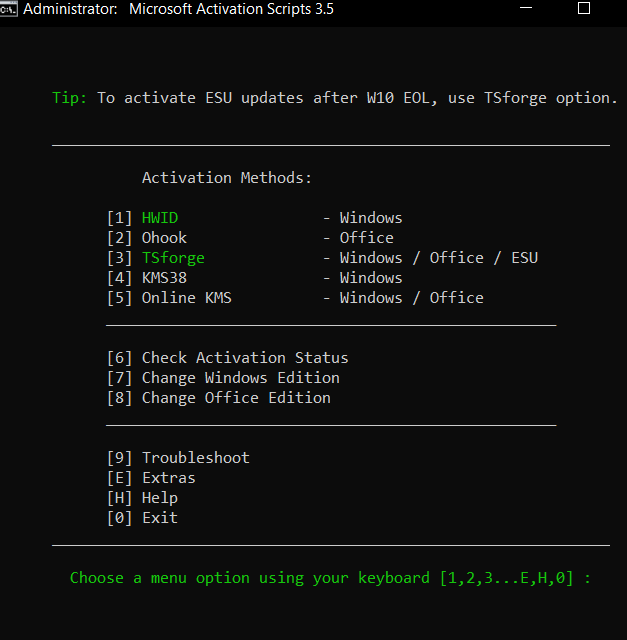 Administrator: Microsoft Activation Scripts 3.5
Tip: To activate ESU updates after W10 EOL, use TSforge option.
Activation Methods:
[1] HWID - Windows
[2] Ohook - Office
[3] TSforge - Windows / Office / ESU
[4] KMS38 - Windows
[5] Online KMS - Windows / Office
[6] Check Activation Status
[7] Change Windows Edition
[8] Change Office Edition
[9] Troubleshoot
[E] Extras
[H] Help
[0] Exit
Choose a menu option using your keyboard [1,2,3...E,H,0] :